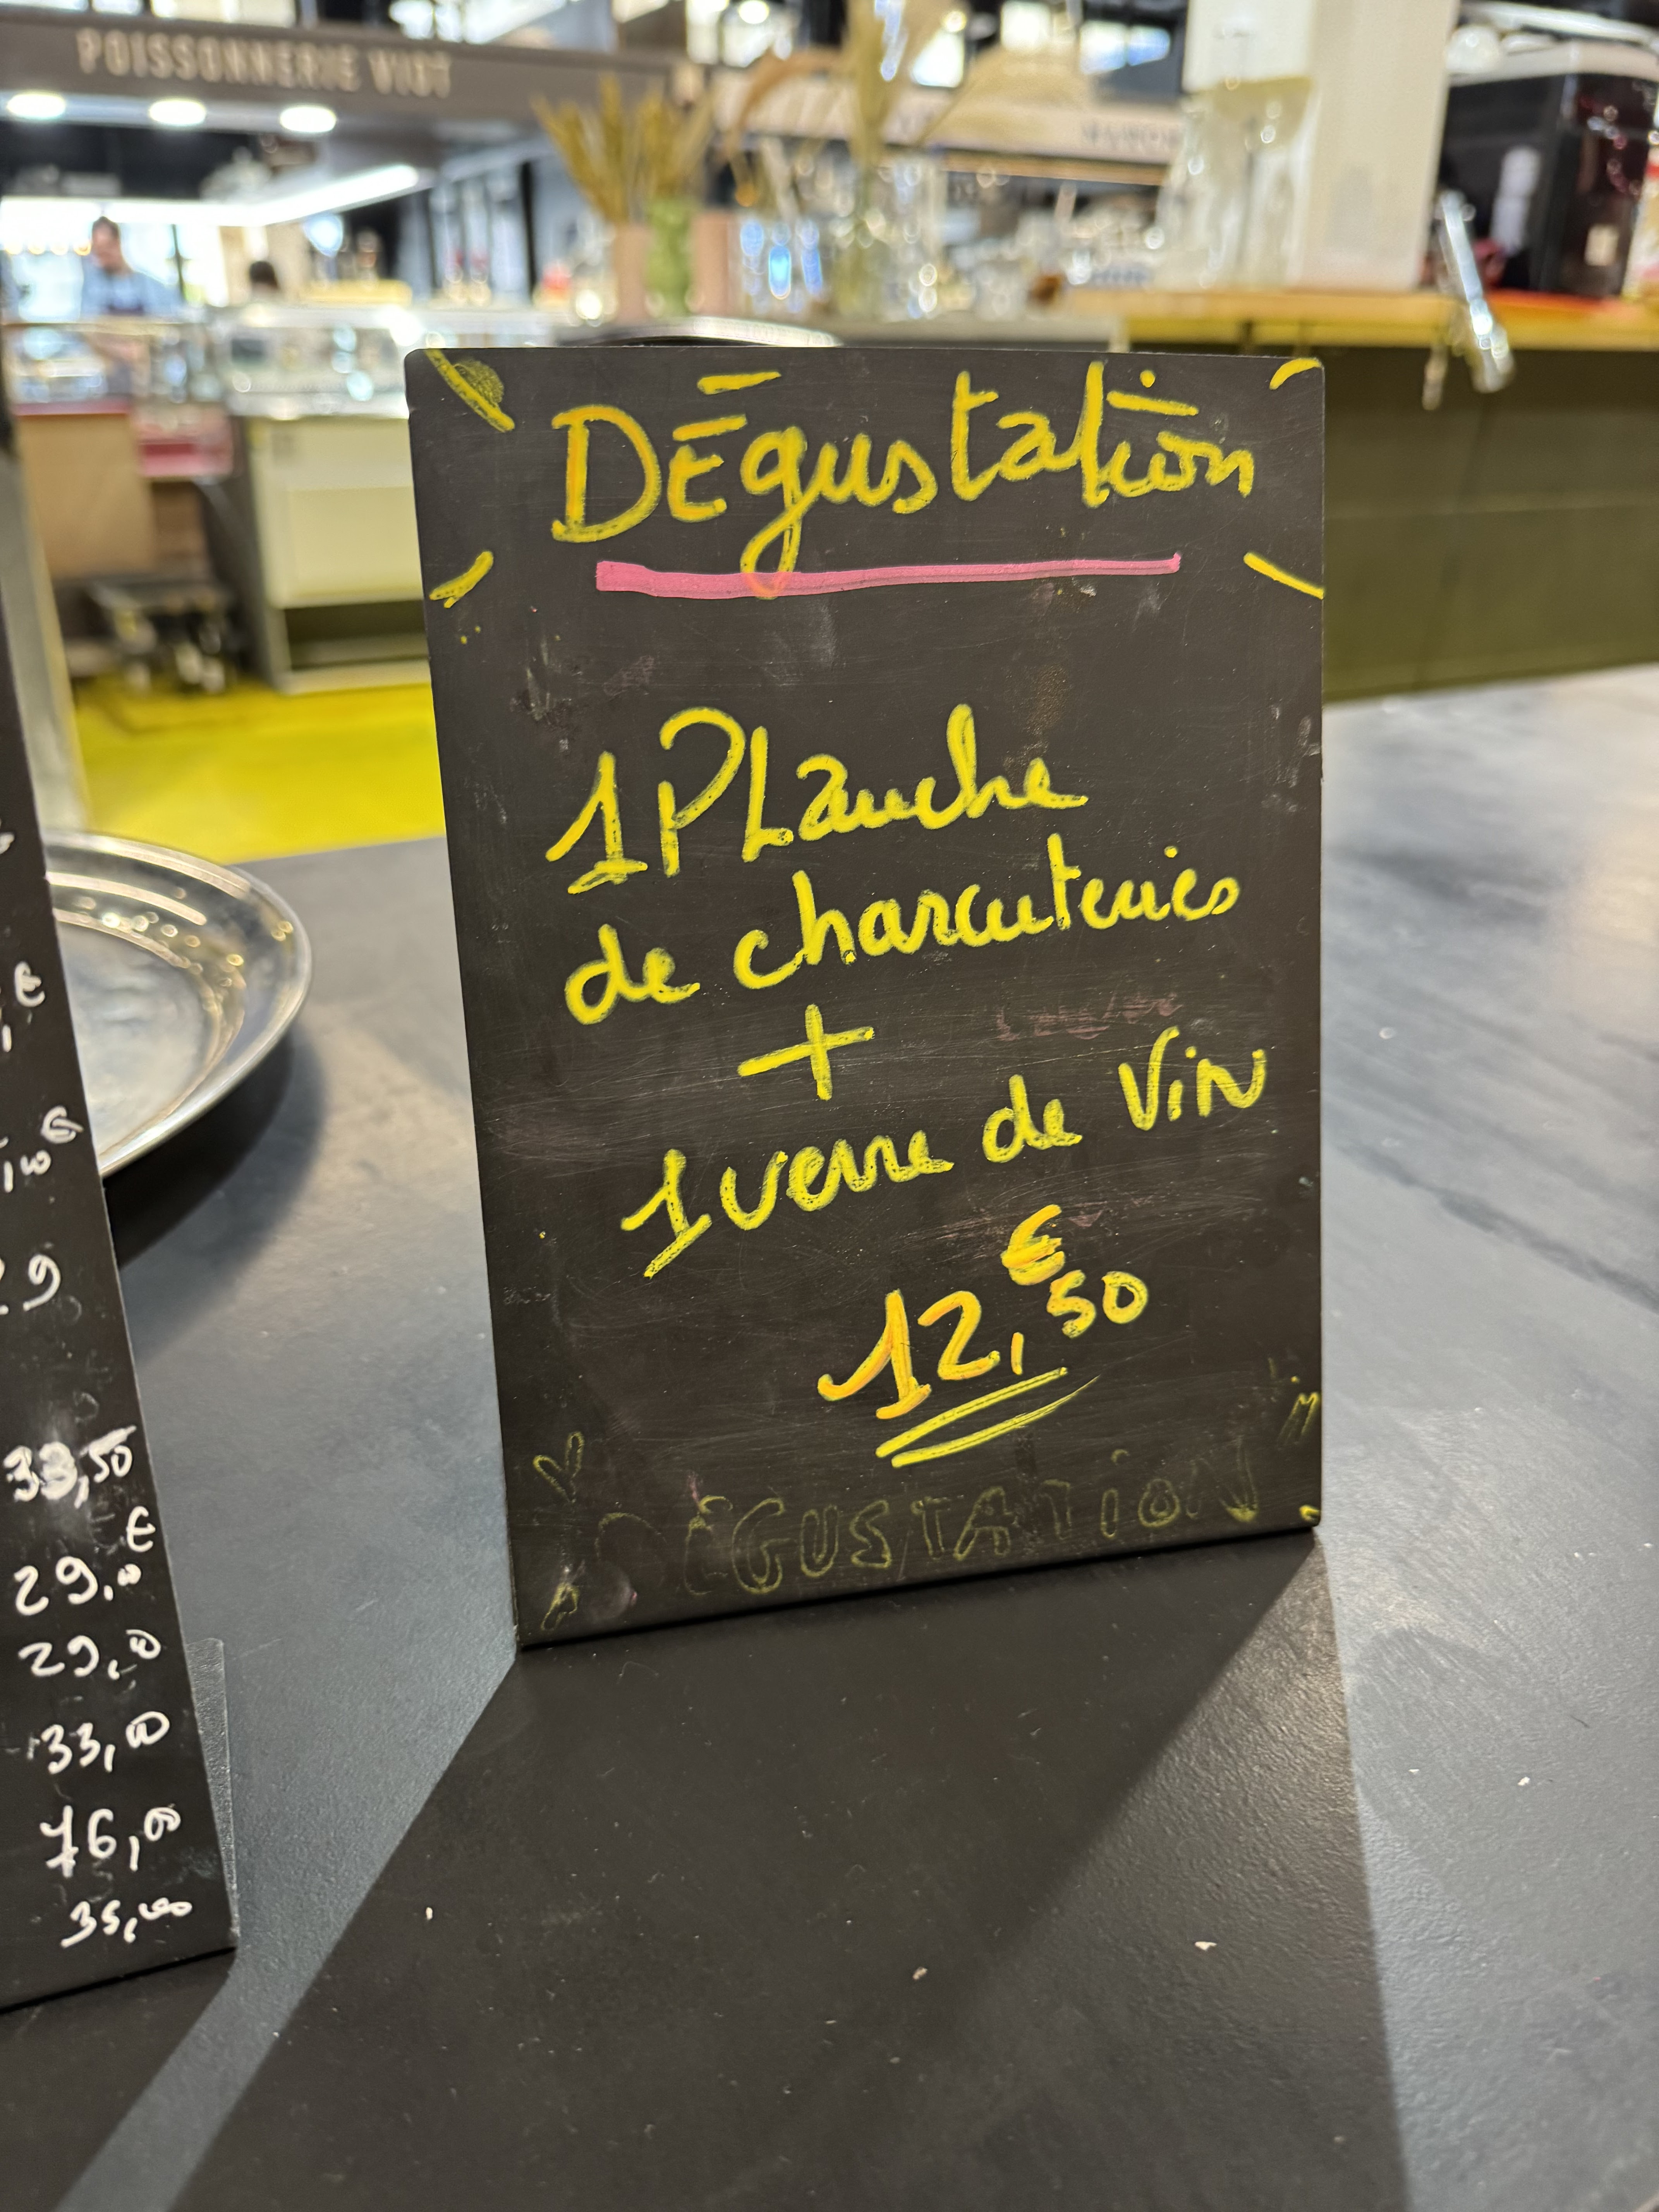 POISSONNERIE VIOT
DÉgustation
1 PLanche
de charcuteries
+
1 verre de ViN
12,€50
DÉGUSTATiON
33,50
€
29,00
29,00
33,00
76,00
35,00